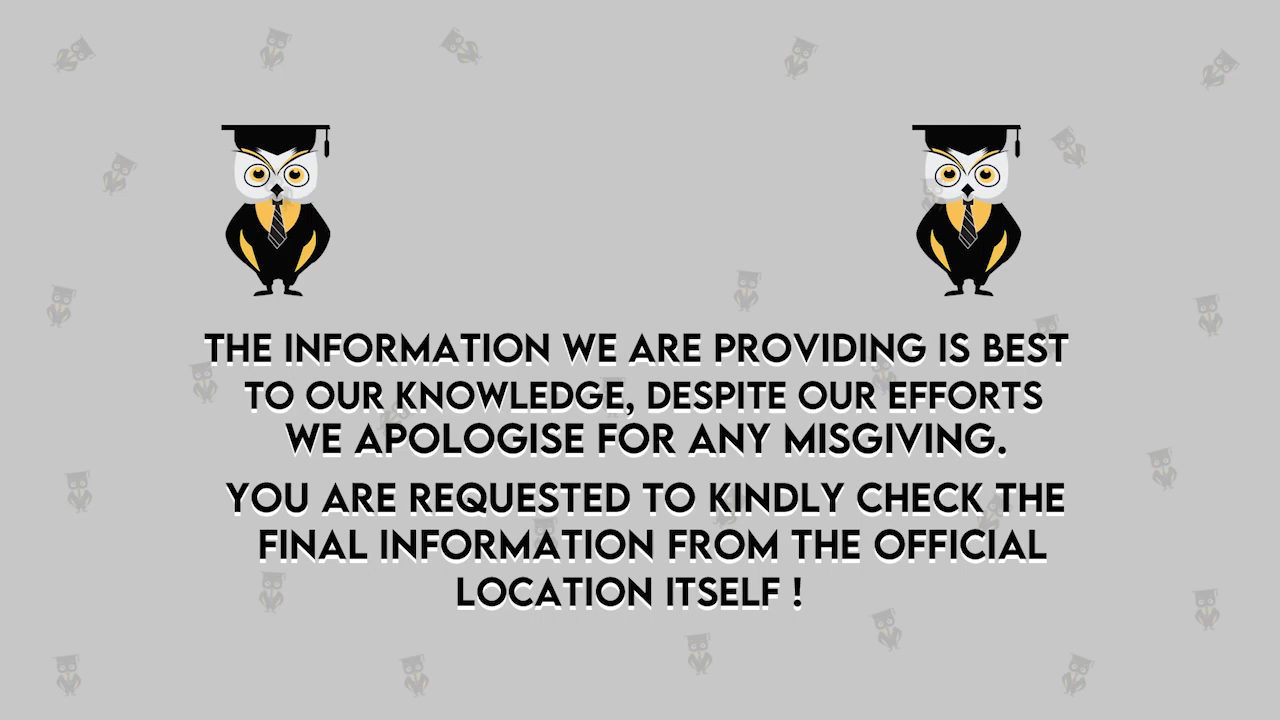 THE INFORMATION WE ARE PROVIDING IS BEST
TO OUR KNOWLEDGE, DESPITE OUR EFFORTS
WE APOLOGISE FOR ANY MISGIVING.
YOU ARE REQUESTED TO KINDLY CHECK THE
FINAL INFORMATION FROM THE OFFICIAL
LOCATION ITSELF !